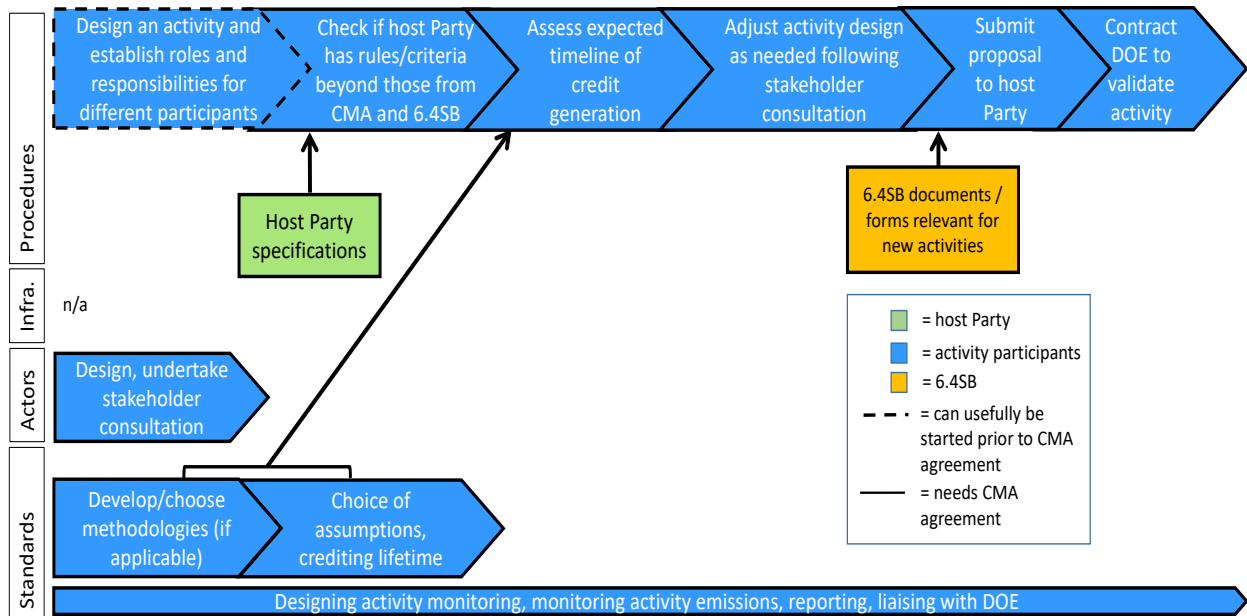 Procedures
Design an activity and
establish roles and
responsibilities for
different participants
Check if host Party
has rules/criteria
beyond those from
CMA and 6.4SB
Assess expected
timeline of
credit
generation
Adjust activity design
as needed following
stakeholder
consultation
Submit
proposal
to host
Party
Contract
DOE to
validate
activity
Host Party
specifications
6.4SB documents /
forms relevant for
new activities
Infra.
n/a
= host Party
= activity participants
= 6.4SB
= can usefully be
started prior to CMA
agreement
= needs CMA
agreement
Actors
Design, undertake
stakeholder
consultation
Standards
Develop/choose
methodologies (if
applicable)
Choice of
assumptions,
crediting lifetime
Designing activity monitoring, monitoring activity emissions, reporting, liaising with DOE